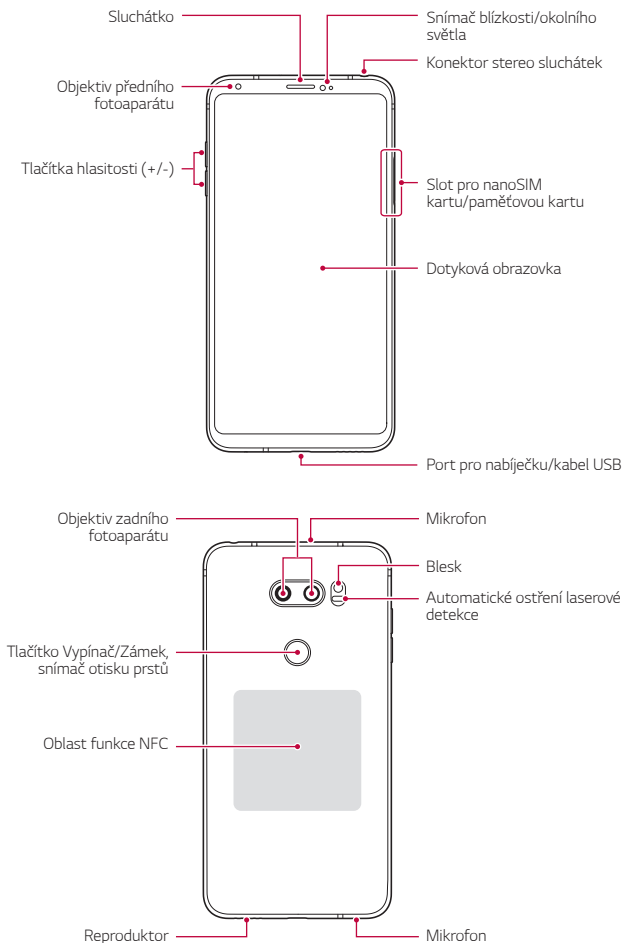 Sluchátko
Snímač blízkosti/okolního
světla
Konektor stereo sluchátek
Objektiv předního
fotoaparátu
Tlačítka hlasitosti (+/-)
Slot pro nanoSIM
kartu/paměťovou kartu
Dotyková obrazovka
Port pro nabíječku/kabel USB
Objektiv zadního
fotoaparátu
Mikrofon
Blesk
Automatické ostření laserové
detekce
Tlačítko Vypínač/Zámek,
snímač otisku prstů
Oblast funkce NFC
Reproduktor
Mikrofon